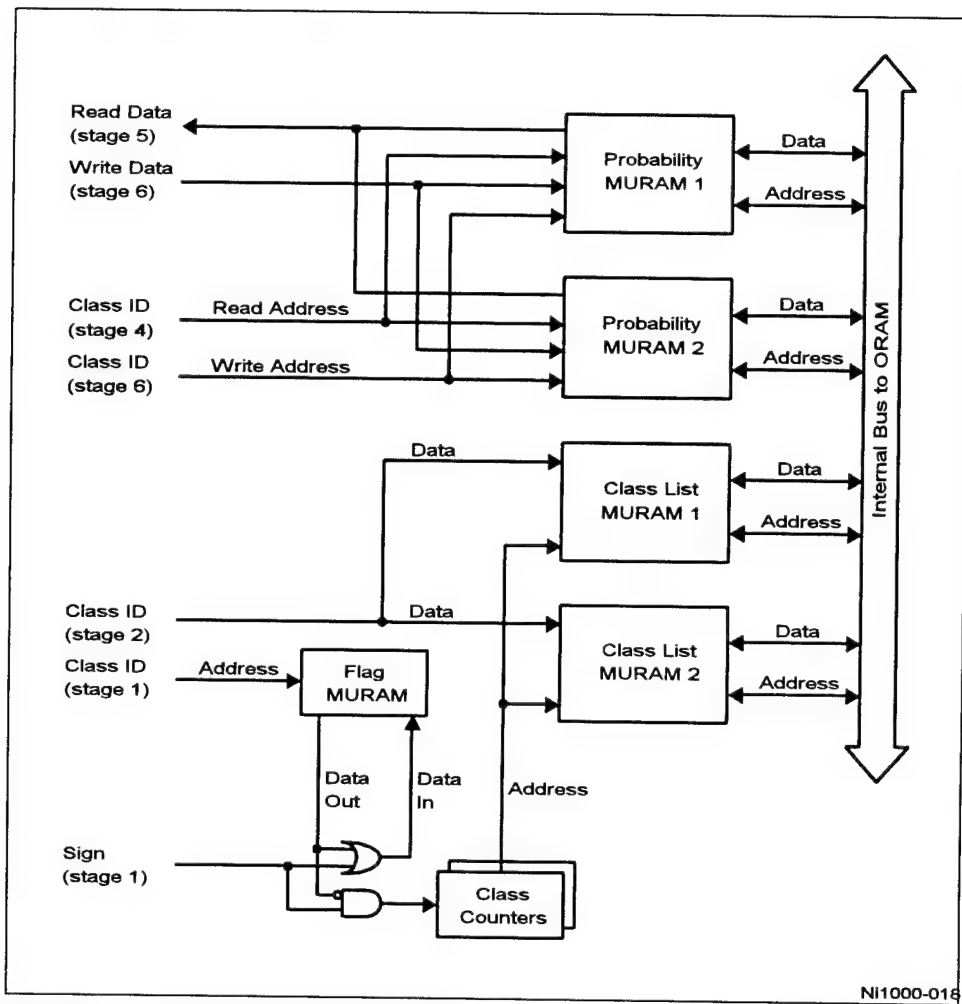 Read Data
(stage 5)
Write Data
(stage 6)
Probability
MURAM 1
Data
Address
Class ID
(stage 4)
Read Address
Class ID
(stage 6)
Write Address
Probability
MURAM 2
Data
Address
Internal Bus to ORAM
Data
Class List
MURAM 1
Data
Address
Class ID
(stage 2)
Data
Class ID
(stage 1)
Address
Flag
MURAM
Class List
MURAM 2
Data
Address
Data
Out
Data
In
Address
Sign
(stage 1)
Class
Counters
Ni1000-018